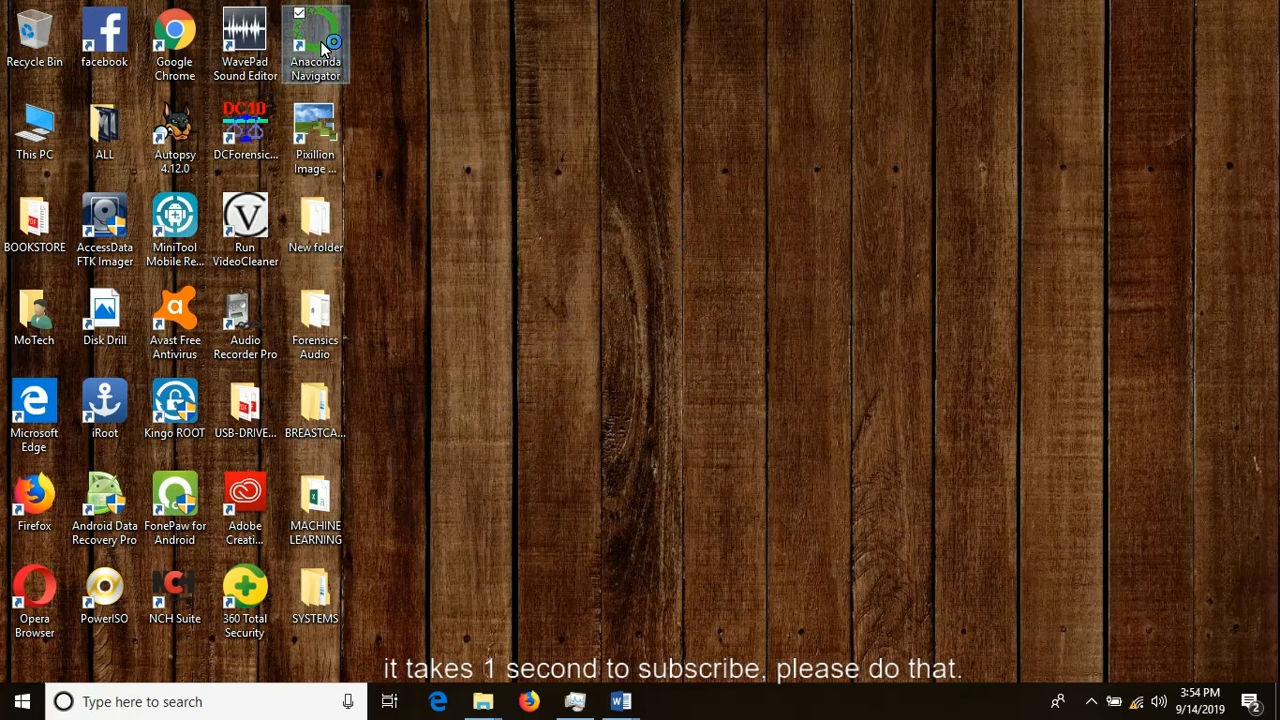 Recycle Bin
facebook
Google
Chrome
WavePad
Sound Editor
Anaconda
Navigator
This PC
ALL
Autopsy
4.12.0
DC10
DCForensic...
Pixillion
Image ...
BOOKSTORE
AccessData
FTK Imager
MiniTool
Mobile Re...
V
Run
VideoCleaner
New folder
MoTech
Disk Drill
Avast Free
Antivirus
Audio
Recorder Pro
Forensics
Audio
Microsoft
Edge
iRoot
Kingo ROOT
USB-DRIVE...
BREASTCA...
Firefox
Android Data
Recovery Pro
FonePaw for
Android
Adobe
Creati...
MACHINE
LEARNING
Opera
Browser
PowerISO
NCH
NCH Suite
360 Total
Security
SYSTEMS
it takes 1 second to subscribe, please do that.
Type here to search
3:54 PM
9/14/2019
2